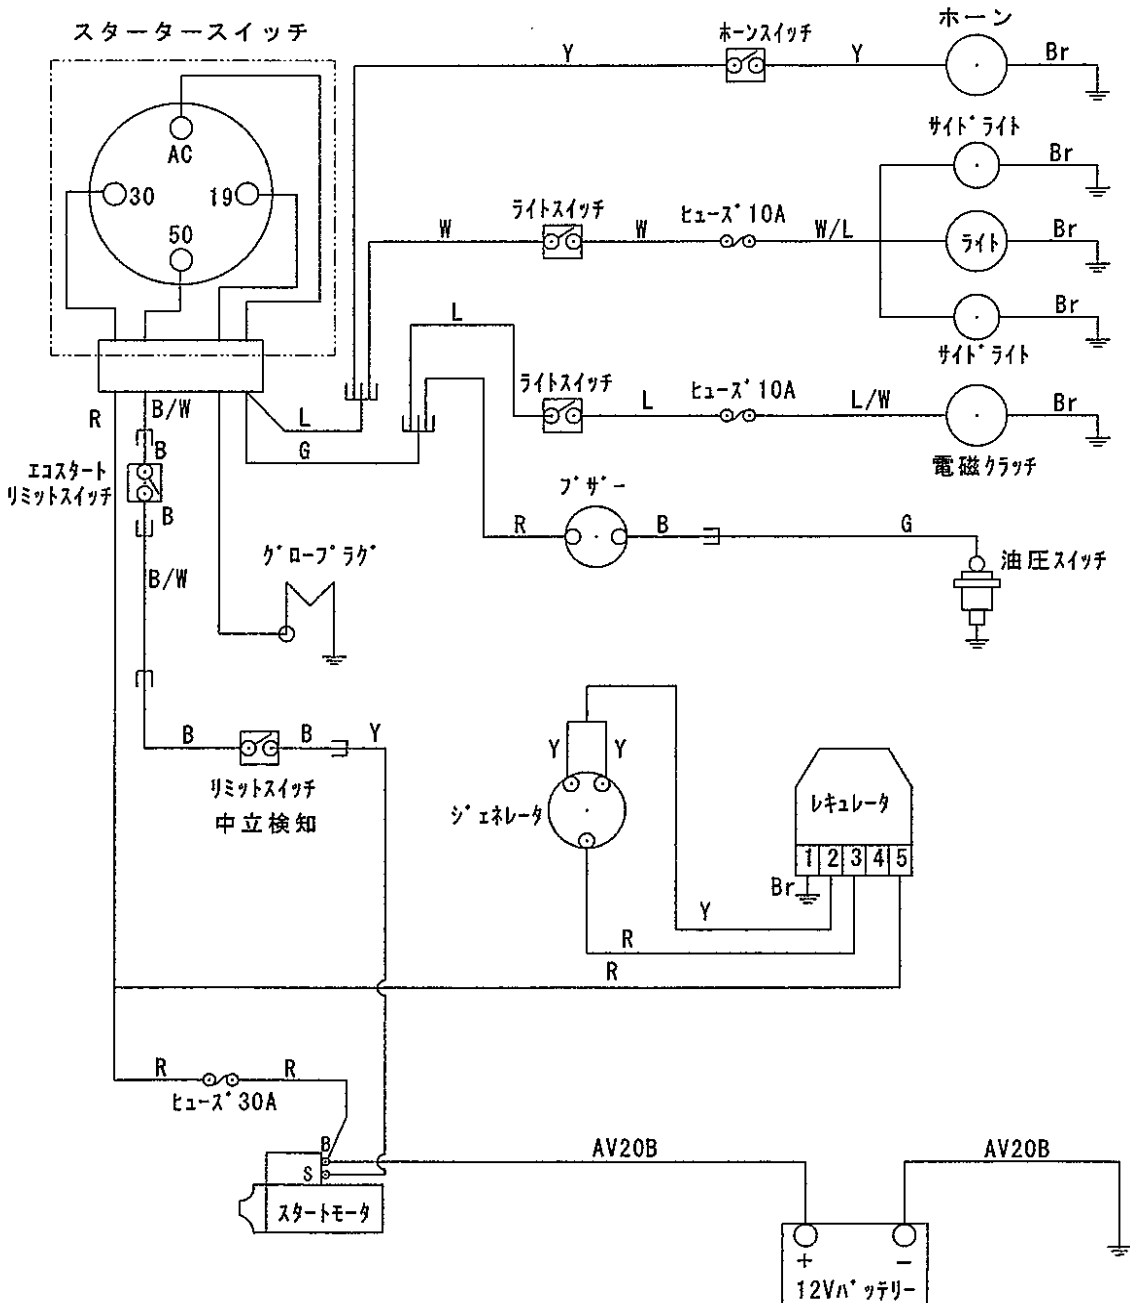 スタータースイッチ
AC
30
19
50
ホーンスイッチ
ホーン
Y
Y
Br
サイドライト
Br
ライトスイッチ
ヒューズ10A
W
W
W/L
ライト
Br
Br
サイドライト
L
ライトスイッチ
ヒューズ10A
L
L/W
Br
電磁クラッチ
R
B/W
L
G
B
エコスタート
リミットスイッチ
B
B/W
ブザー
R
B
G
油圧スイッチ
グロープラグ
B
B
Y
リミットスイッチ
中立検知
Y
Y
ジェネレータ
レキュレータ
1 2 3 4 5
Br
Y
R
R
R
R
ヒューズ30A
B
S
スタートモータ
AV20B
AV20B
+
−
12Vバッテリー